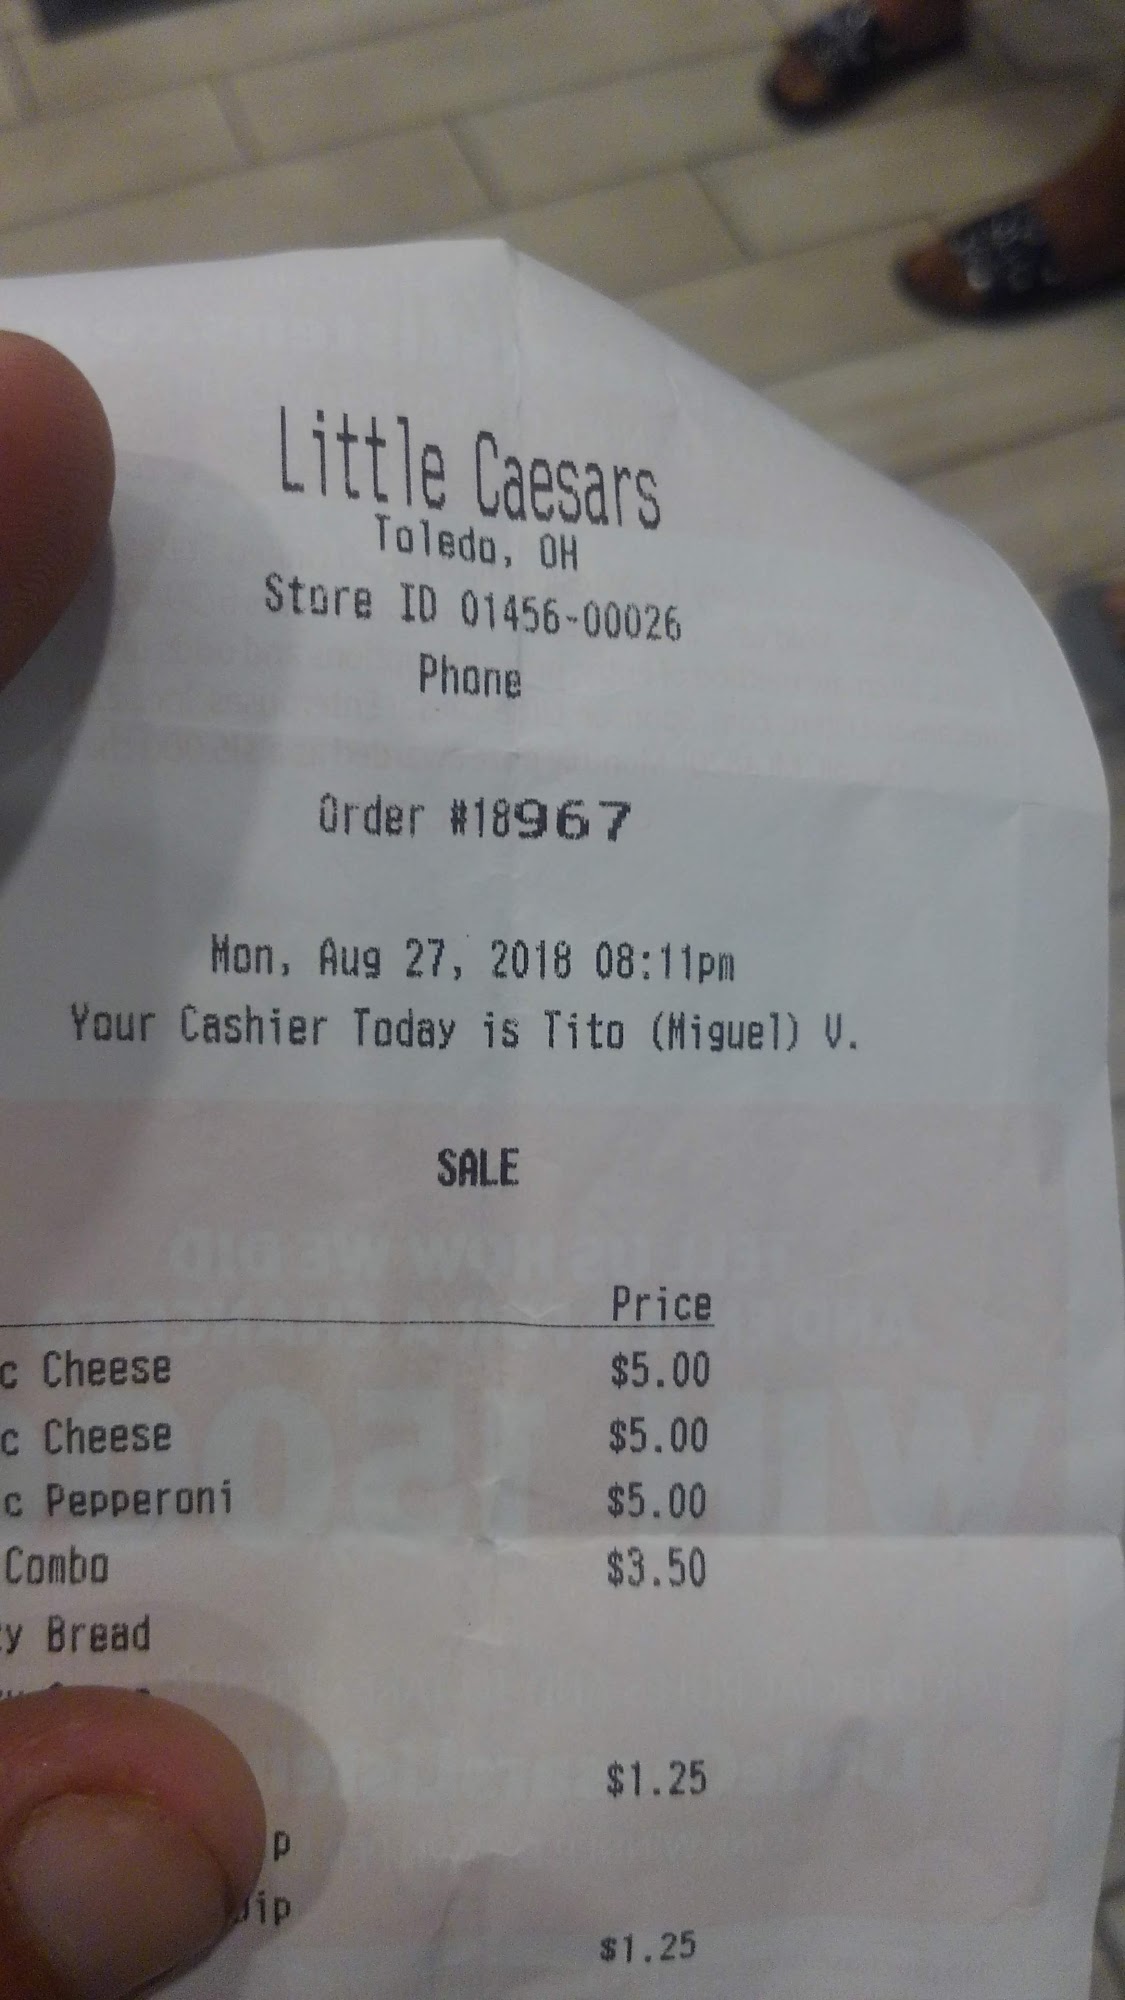 Little Caesars
Toledo, OH
Store ID 01456-00026
Phone
Order #18967
Mon, Aug 27, 2018 08:11pm
Your Cashier Today is Tito (Miguel) V.
SALE
Price
c Cheese $5.00
c Cheese $5.00
c Pepperoni $5.00
Combo $3.50
y Bread
$1.25
p
ip
$1.25